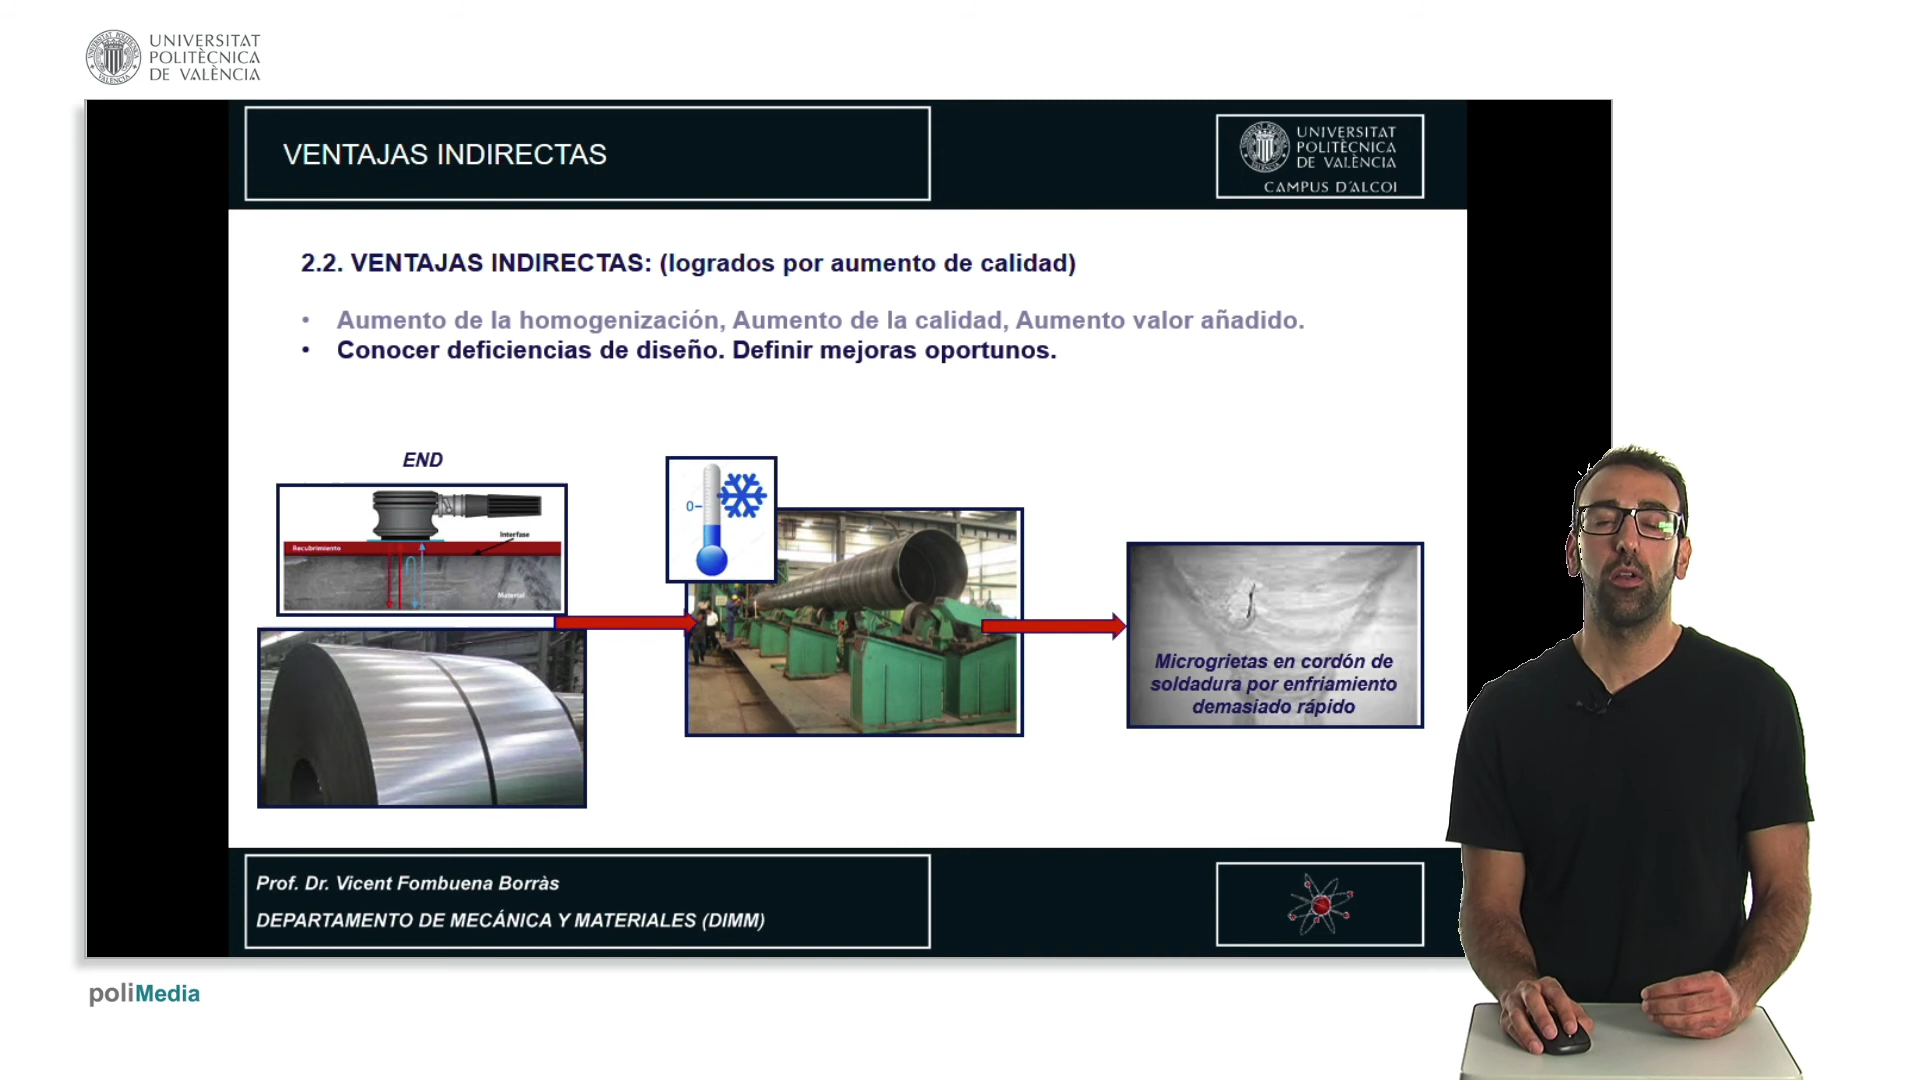 UNIVERSITAT
POLITÈCNICA
DE VALÈNCIA
VENTAJAS INDIRECTAS
UNIVERSITAT
POLITÈCNICA
DE VALÈNCIA
CAMPUS D'ALCOI
2.2. VENTAJAS INDIRECTAS: (logrados por aumento de calidad)
• Aumento de la homogenización, Aumento de la calidad, Aumento valor añadido.
• Conocer deficiencias de diseño. Definir mejoras oportunos.
END
Interfase
Recubrimiento
Material
0
Microgrietas en cordón de
soldadura por enfriamiento
demasiado rápido
Prof. Dr. Vicent Fombuena Borràs
DEPARTAMENTO DE MECÁNICA Y MATERIALES (DIMM)
poliMedia